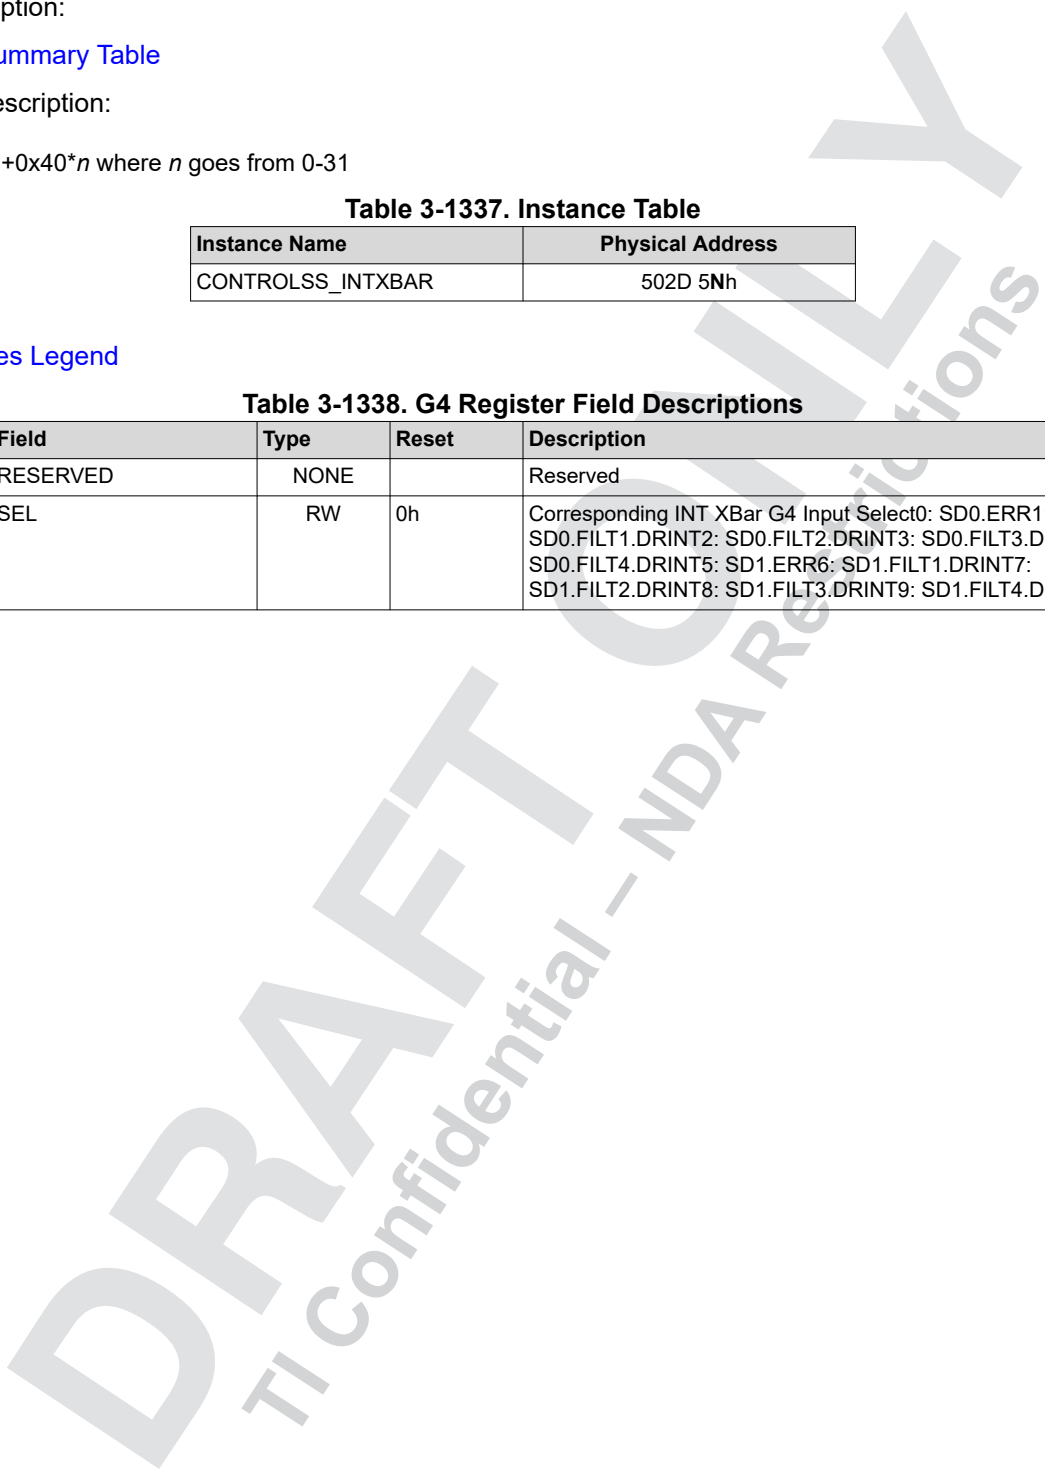 ption:
ummary Table
escription:
+0x40*n where n goes from 0-31
Table 3-1337. Instance Table
Instance Name Physical Address
CONTROLSS_INTXBAR 502D 5Nh
es Legend
Table 3-1338. G4 Register Field Descriptions
Field Type Reset Description
RESERVED NONE Reserved
SEL RW 0h Corresponding INT XBar G4 Input Select0: SD0.ERR1
SD0.FILT1.DRINT2: SD0.FILT2.DRINT3: SD0.FILT3.D
SD0.FILT4.DRINT5: SD1.ERR6: SD1.FILT1.DRINT7:
SD1.FILT2.DRINT8: SD1.FILT3.DRINT9: SD1.FILT4.D
DRAFT ONLY
TI Confidential – NDA Restrictions